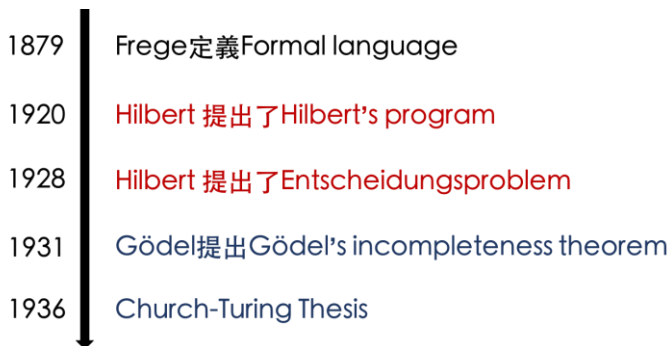 1879 Frege定義Formal language
1920 Hilbert 提出了Hilbert's program
1928 Hilbert 提出了Entscheidungsproblem
1931 Gödel提出Gödel's incompleteness theorem
1936 Church-Turing Thesis